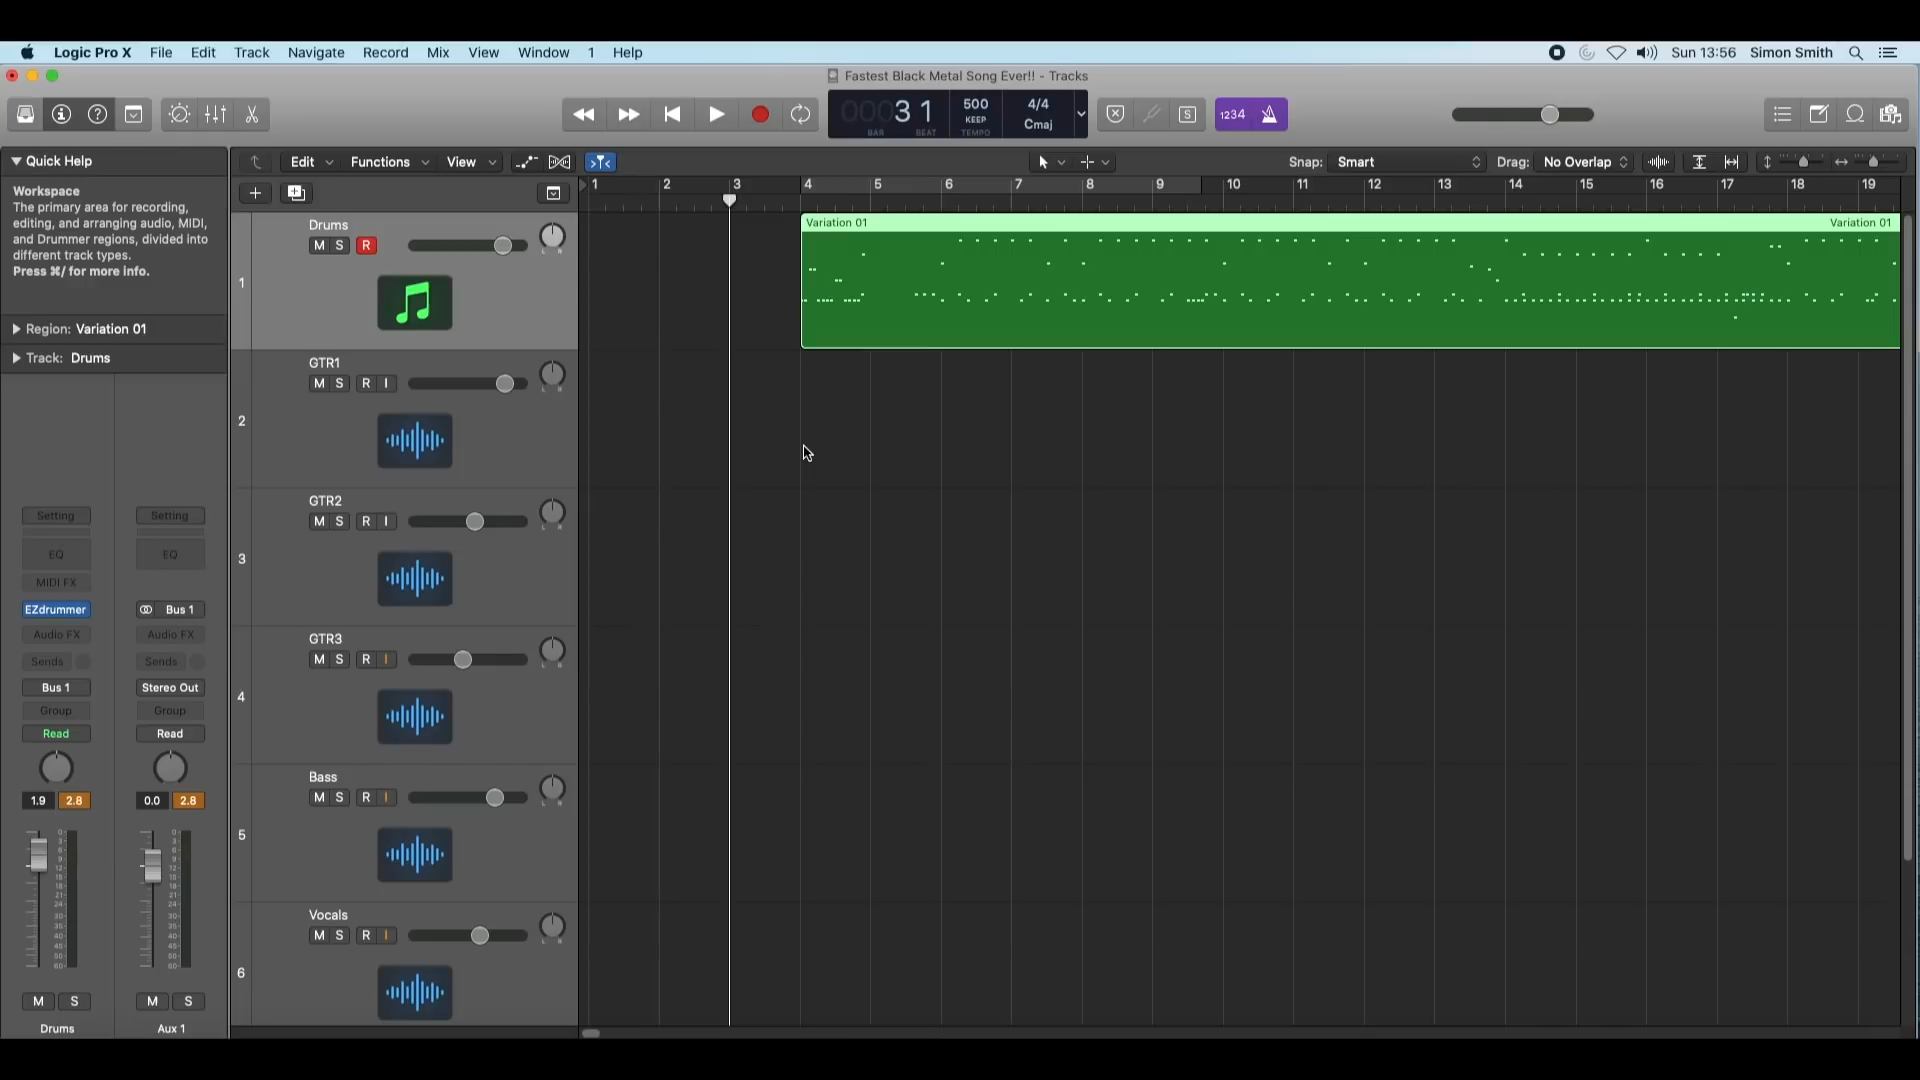 Logic Pro X File Edit Track Navigate Record Mix View Window 1 Help Sun 13:56 Simon Smith
Fastest Black Metal Song Ever!! - Tracks
00031 500 4/4 1234
KEEP Cmaj
BAR BEAT TEMPO
S
Quick Help
Edit Functions View Snap: Smart Drag: No Overlap
Workspace
The primary area for recording,
editing, and arranging audio, MIDI,
and Drummer regions, divided into
different track types.
Press ⌘/ for more info.
Region: Variation 01
Track: Drums
1 2 3 4 5 6 7 8 9 10 11 12 13 14 15 16 17 18 19
Variation 01 Variation 01
1 Drums
M S R
2 GTR1
M S R I
3 GTR2
M S R I
4 GTR3
M S R I
5 Bass
M S R I
6 Vocals
M S R I
Setting Setting
EQ EQ
MIDI FX
EZdrummer Bus 1
Audio FX Audio FX
Sends Sends
Bus 1 Stereo Out
Group Group
Read Read
1.9 2.8 0.0 2.8
M S M S
Drums Aux 1